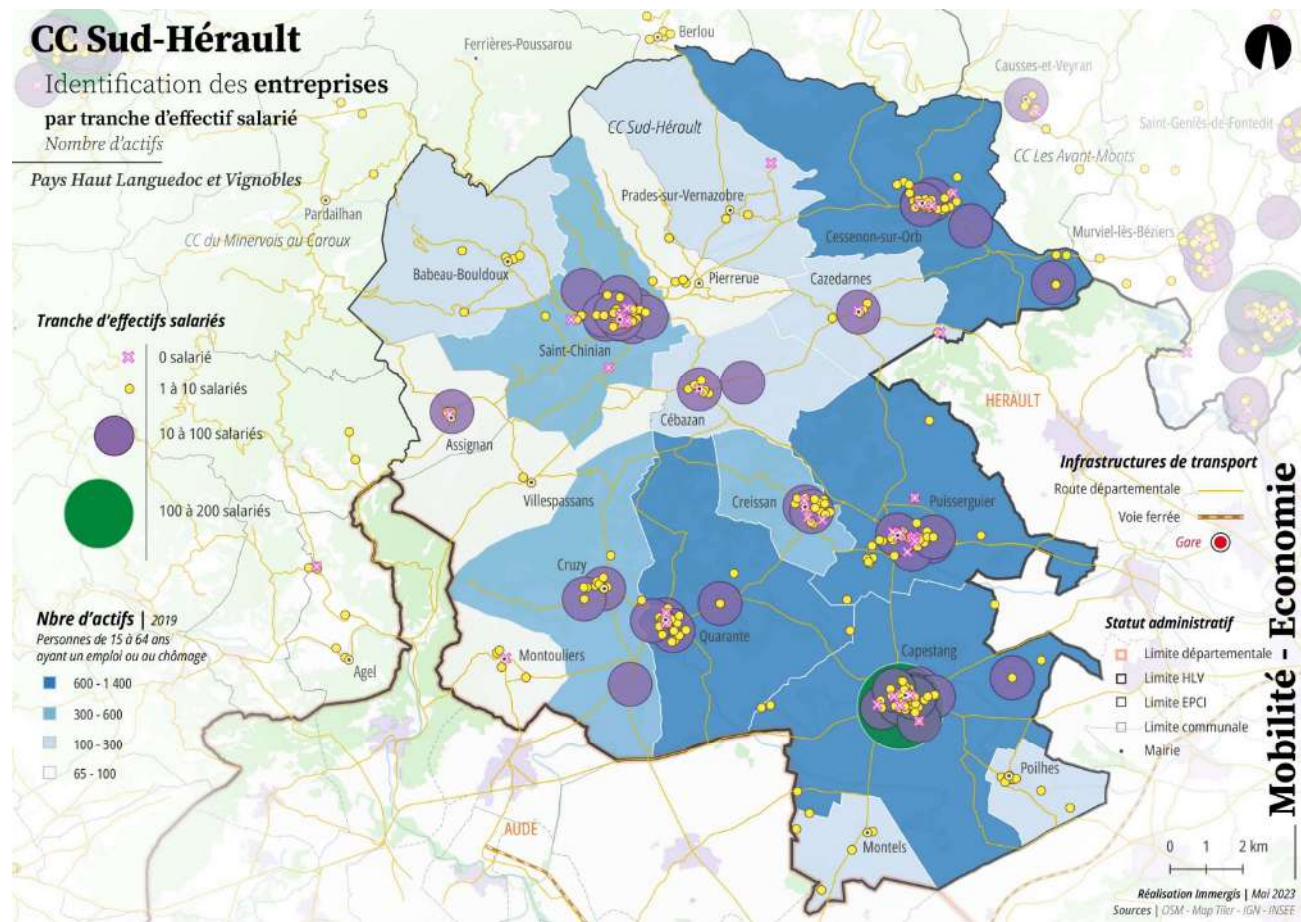 CC Sud-Hérault
Identification des entreprises
par tranche d'effectif salarié
Nombre d'actifs
Pays Haut Languedoc et Vignobles
Ferrières-Poussarou
Berlou
Causses-et-Veyran
Saint-Geniès-de-Fontedit
CC Sud-Hérault
CC Les Avant-Monts
Prades-sur-Vernazobre
Pardailhan
CC du Minervois au Caroux
Cessenon-sur-Orb
Murviel-lès-Béziers
Babeau-Bouldoux
Pierrerue
Cazedarnes
Tranche d'effectifs salariés
0 salarié
1 à 10 salariés
10 à 100 salariés
100 à 200 salariés
Saint-Chinian
HERAULT
Cébazan
Assignan
Villespassans
Creissan
Puisserguier
Infrastructures de transport
Route départementale
Voie ferrée
Gare
Cruzy
Quarante
Nbre d'actifs | 2019
Personnes de 15 à 64 ans
ayant un emploi ou au chômage
600 - 1 400
300 - 600
100 - 300
65 - 100
Agel
Montouliers
Capestang
Statut administratif
Limite départementale
Limite HLV
Limite EPCI
Limite communale
Mairie
Poilhes
AUDE
Montels
Mobilité - Economie
0 1 2 km
Réalisation Immergis | Mai 2023
Sources | OSM - Map Tiler - IGN - INSEE